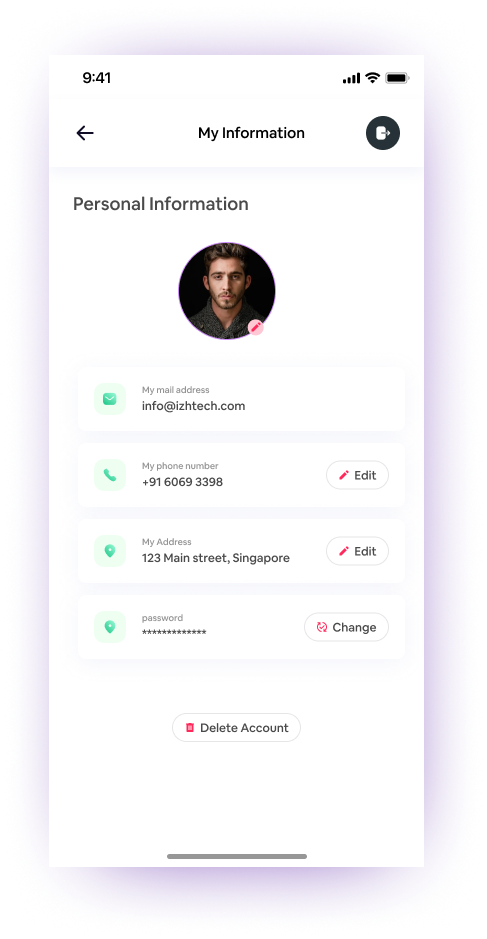 9:41
My Information
Personal Information
My mail address
info@izhtech.com
My phone number
+91 6069 3398
Edit
My Address
123 Main street, Singapore
Edit
password
*************
Change
Delete Account